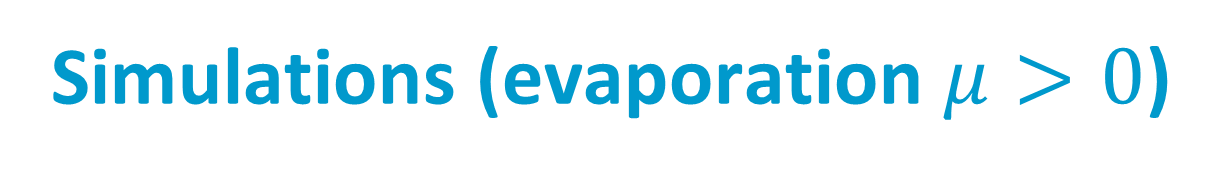 Simulations (evaporation 𝜇 > 0)